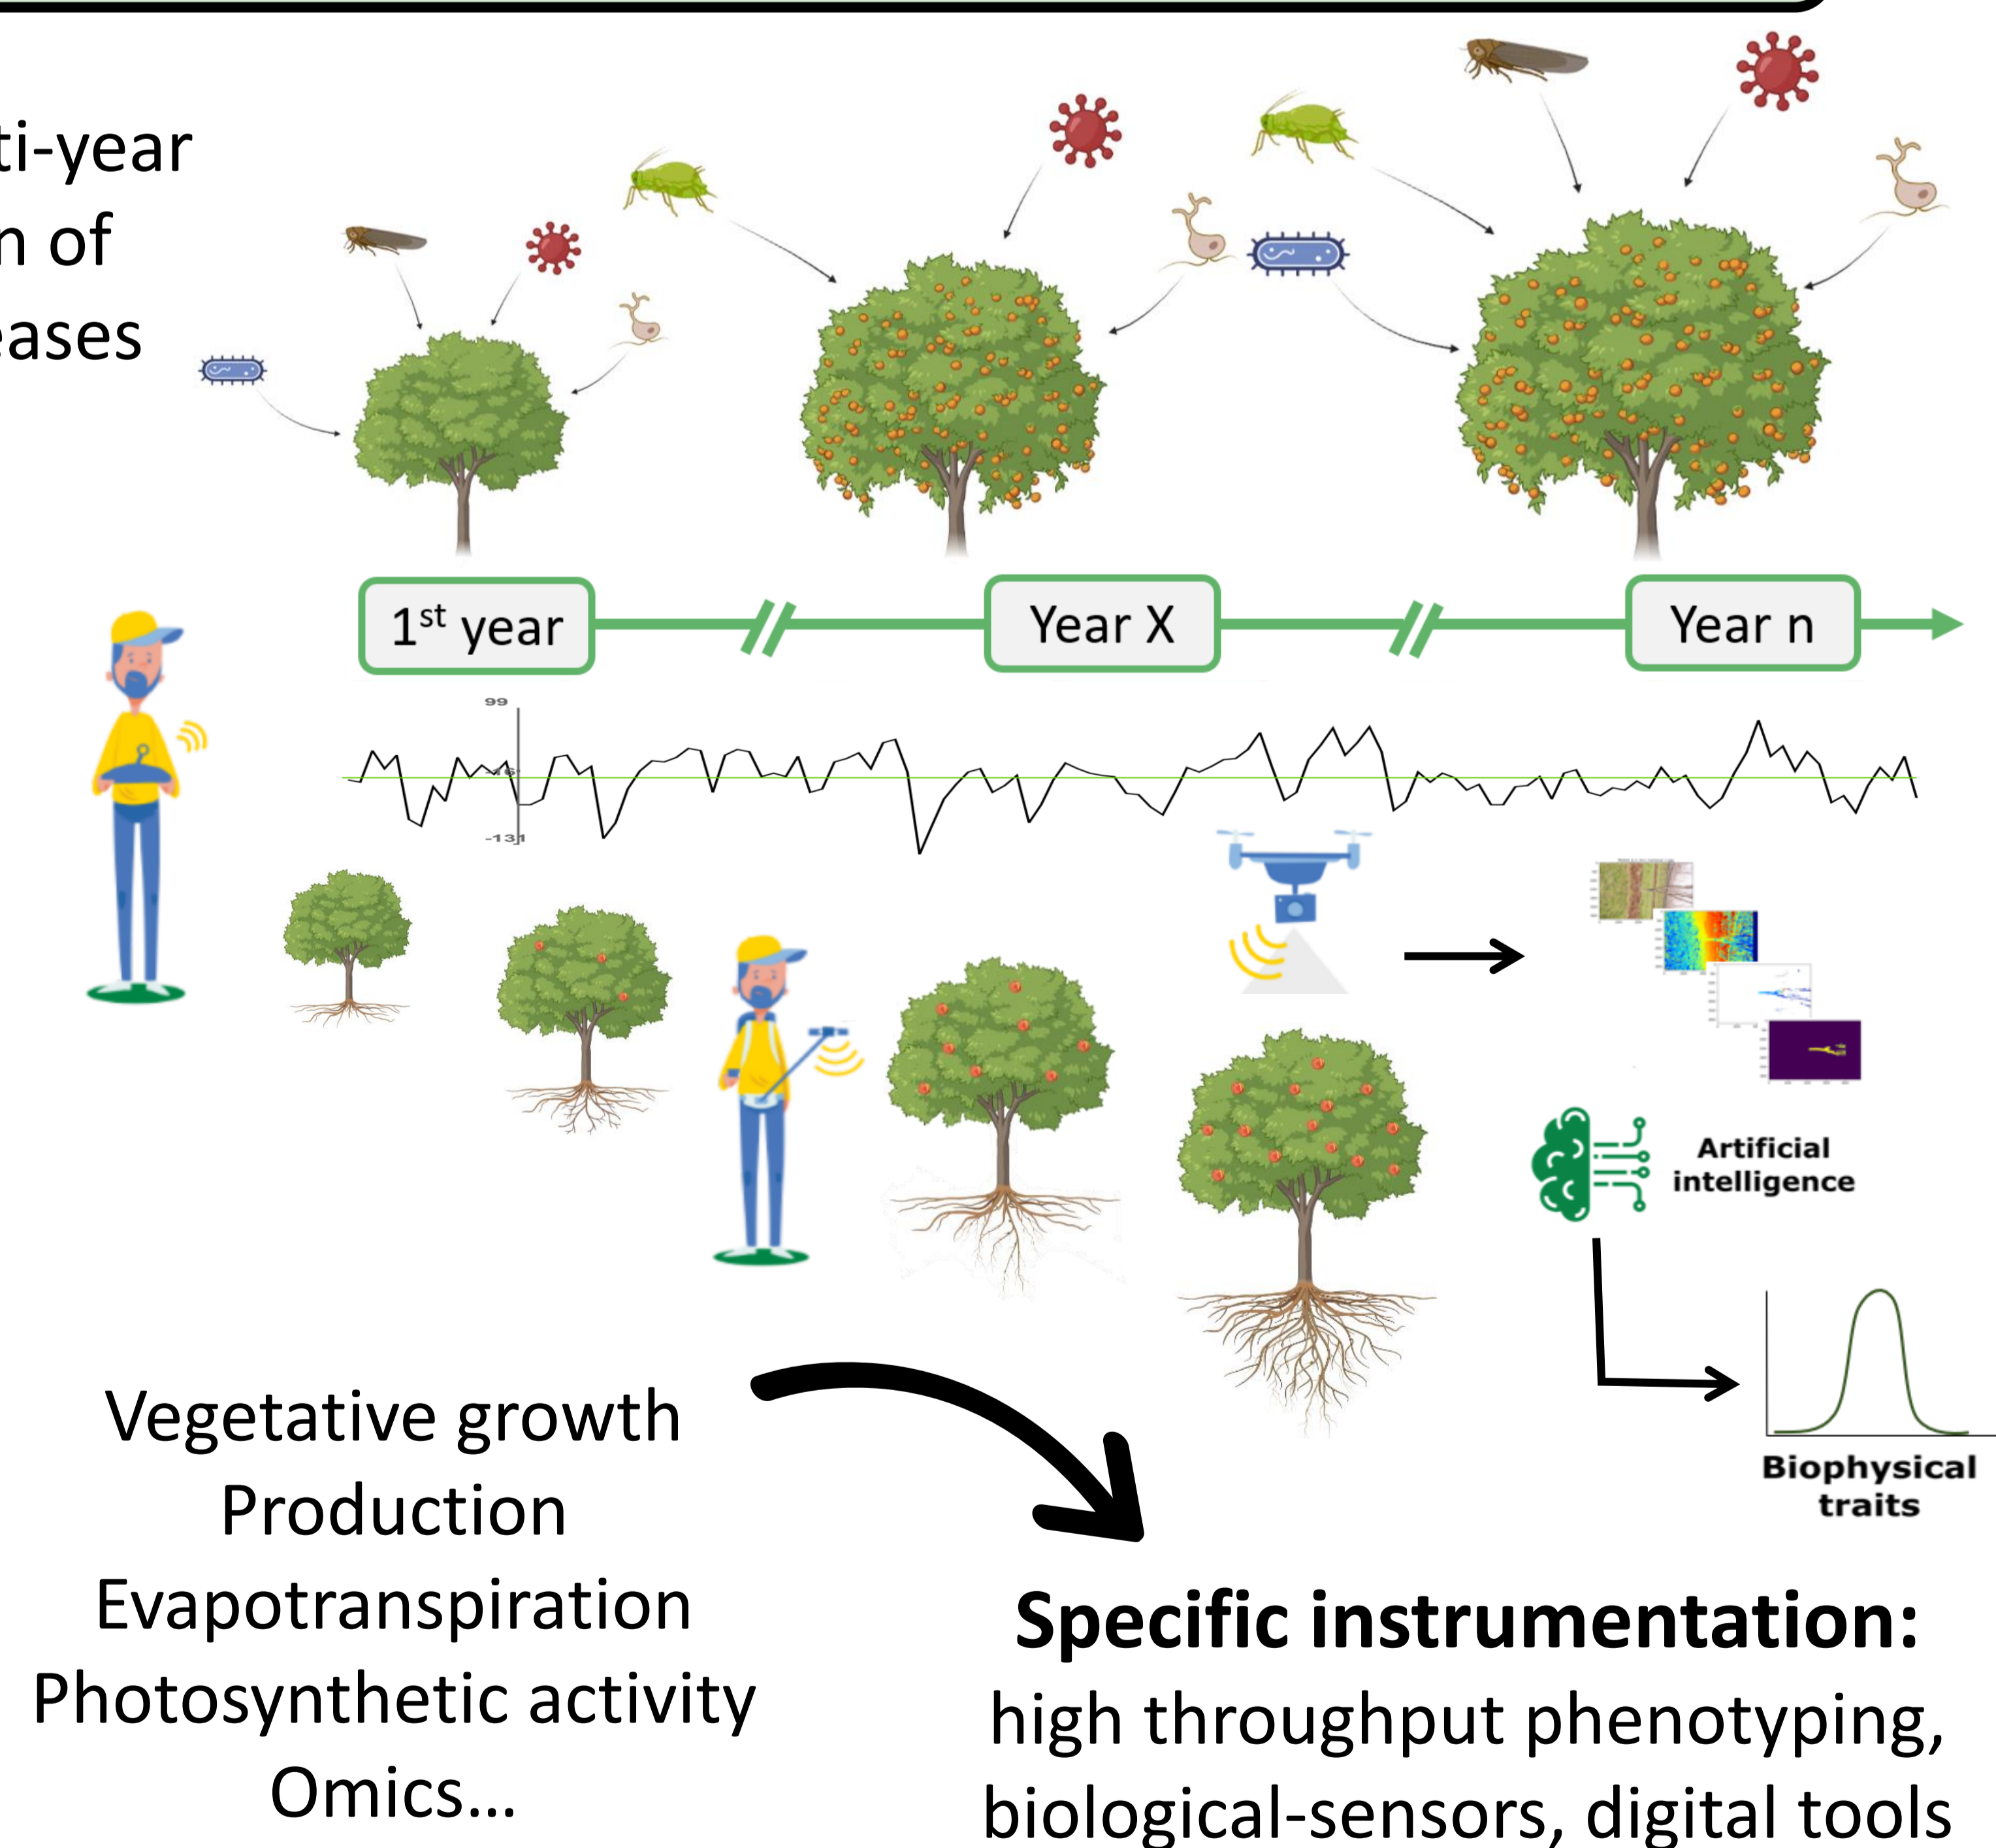 ti-year
n of
eases
1st year
Year X
Year n
99
-16
-131
Artificial
intelligence
Biophysical
traits
Vegetative growth
Production
Evapotranspiration
Photosynthetic activity
Omics...
Specific instrumentation:
high throughput phenotyping,
biological-sensors, digital tools